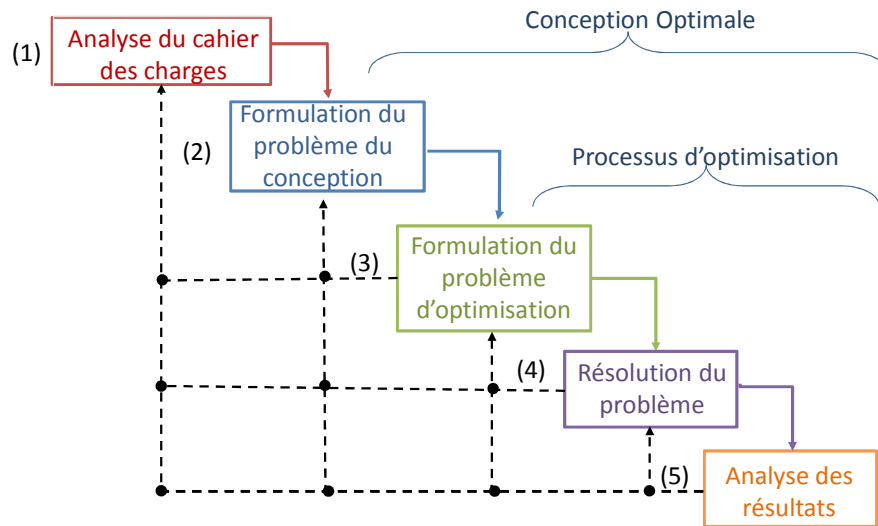 Conception Optimale
(1)
Analyse du cahier
des charges
(2)
Formulation du
problème du
conception
Processus d'optimisation
(3)
Formulation du
problème
d'optimisation
(4)
Résolution du
problème
(5)
Analyse des
résultats